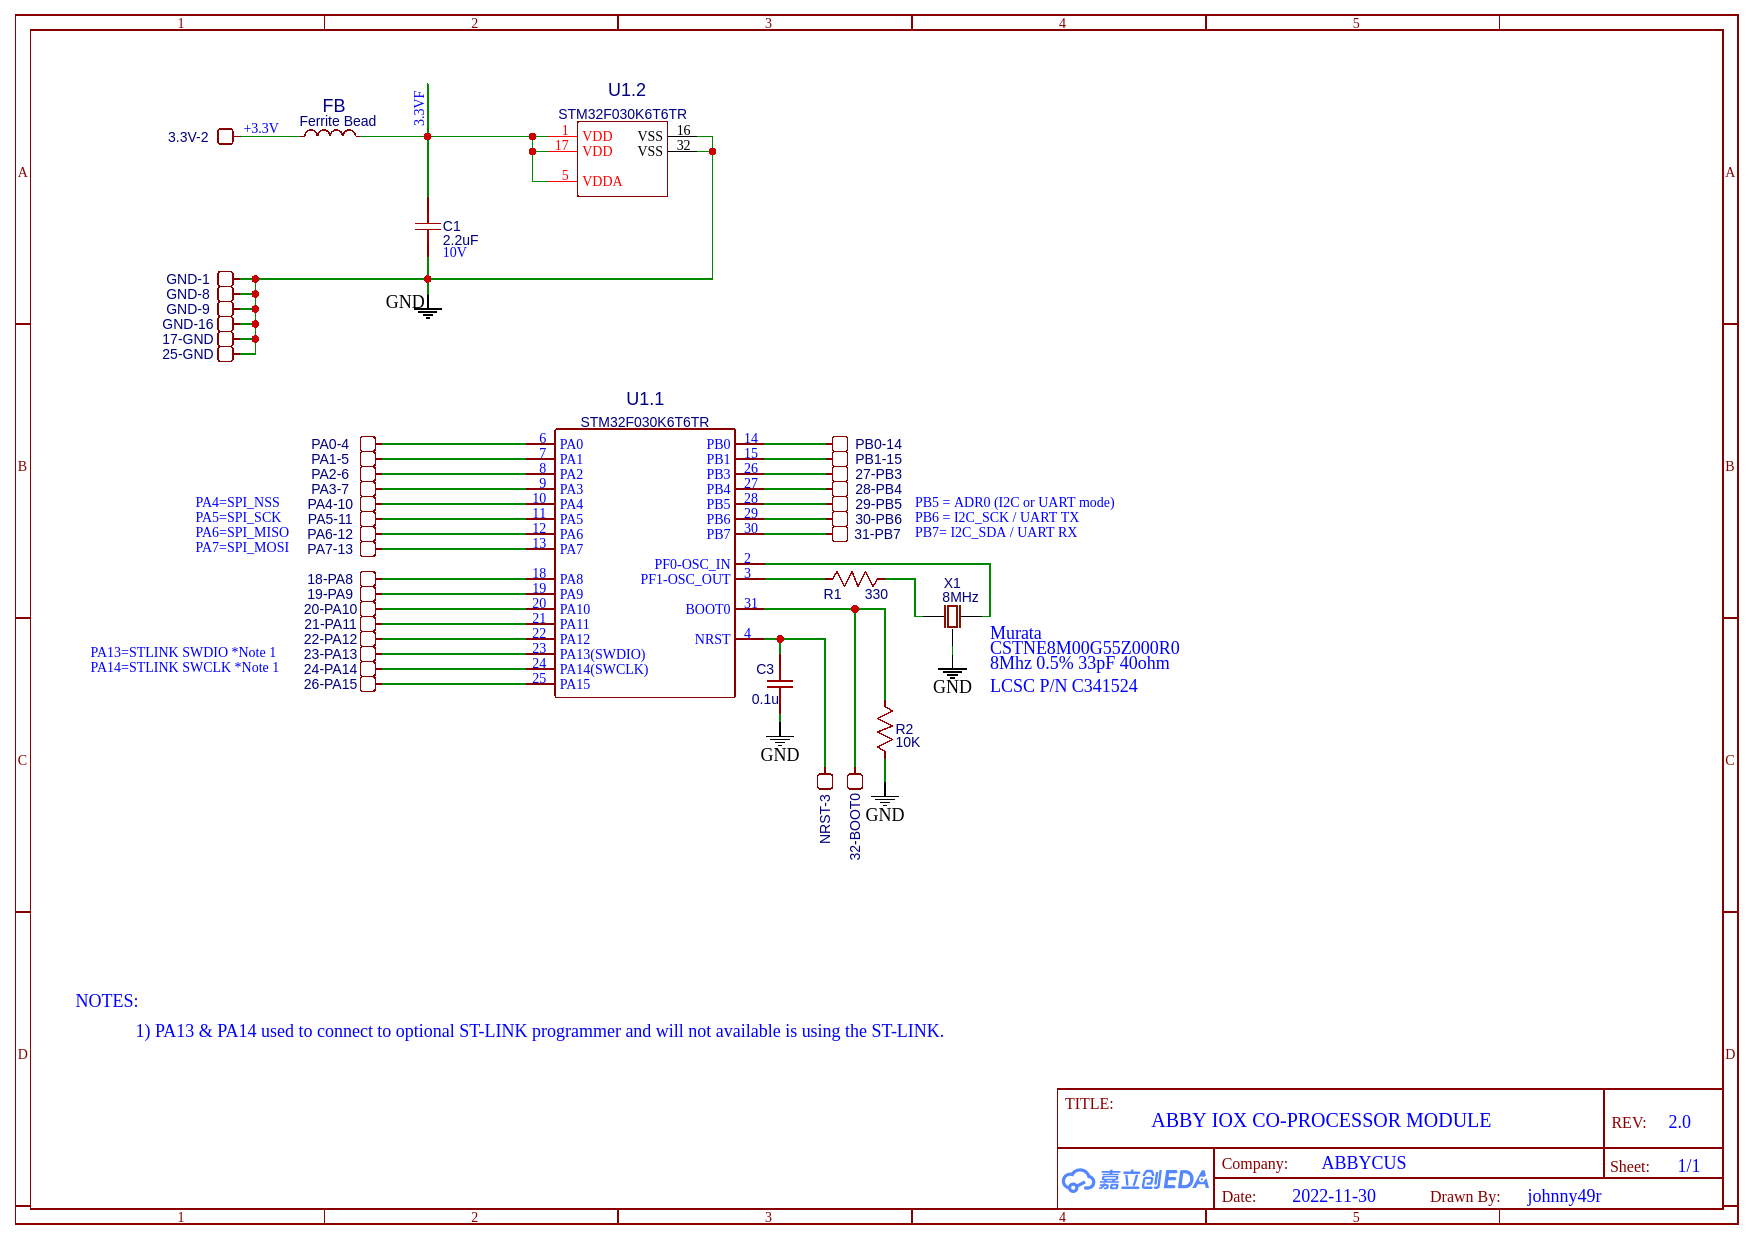 1 2 3 4 5
A A
B B
C C
D D
3.3V-2
+3.3V
FB
Ferrite Bead
3.3VF
U1.2
STM32F030K6T6TR
1 VDD VSS 16
17 VDD VSS 32
5 VDDA
C1
2.2uF
10V
GND-1
GND-8
GND-9
GND-16
17-GND
25-GND
GND
U1.1
STM32F030K6T6TR
PA0-4 6 PA0 PB0 14 PB0-14
PA1-5 7 PA1 PB1 15 PB1-15
PA2-6 8 PA2 PB3 26 27-PB3
PA3-7 9 PA3 PB4 27 28-PB4
PA4=SPI_NSS PA4-10 10 PA4 PB5 28 29-PB5 PB5 = ADR0 (I2C or UART mode)
PA5=SPI_SCK PA5-11 11 PA5 PB6 29 30-PB6 PB6 = I2C_SCK / UART TX
PA6=SPI_MISO PA6-12 12 PA6 PB7 30 31-PB7 PB7= I2C_SDA / UART RX
PA7=SPI_MOSI PA7-13 13 PA7
PF0-OSC_IN 2
18-PA8 18 PA8 PF1-OSC_OUT 3
19-PA9 19 PA9
20-PA10 20 PA10 BOOT0 31
21-PA11 21 PA11
22-PA12 22 PA12 NRST 4
PA13=STLINK SWDIO *Note 1 23-PA13 23 PA13(SWDIO)
PA14=STLINK SWCLK *Note 1 24-PA14 24 PA14(SWCLK)
26-PA15 25 PA15
R1 330
X1
8MHz
GND
Murata
CSTNE8M00G55Z000R0
8Mhz 0.5% 33pF 40ohm
LCSC P/N C341524
C3
0.1u
GND
R2
10K
GND
NRST-3
32-BOOT0
NOTES:
1) PA13 & PA14 used to connect to optional ST-LINK programmer and will not available is using the ST-LINK.
TITLE:
ABBY IOX CO-PROCESSOR MODULE
REV: 2.0
嘉立创EDA
Company: ABBYCUS
Sheet: 1/1
Date: 2022-11-30 Drawn By: johnny49r
1 2 3 4 5